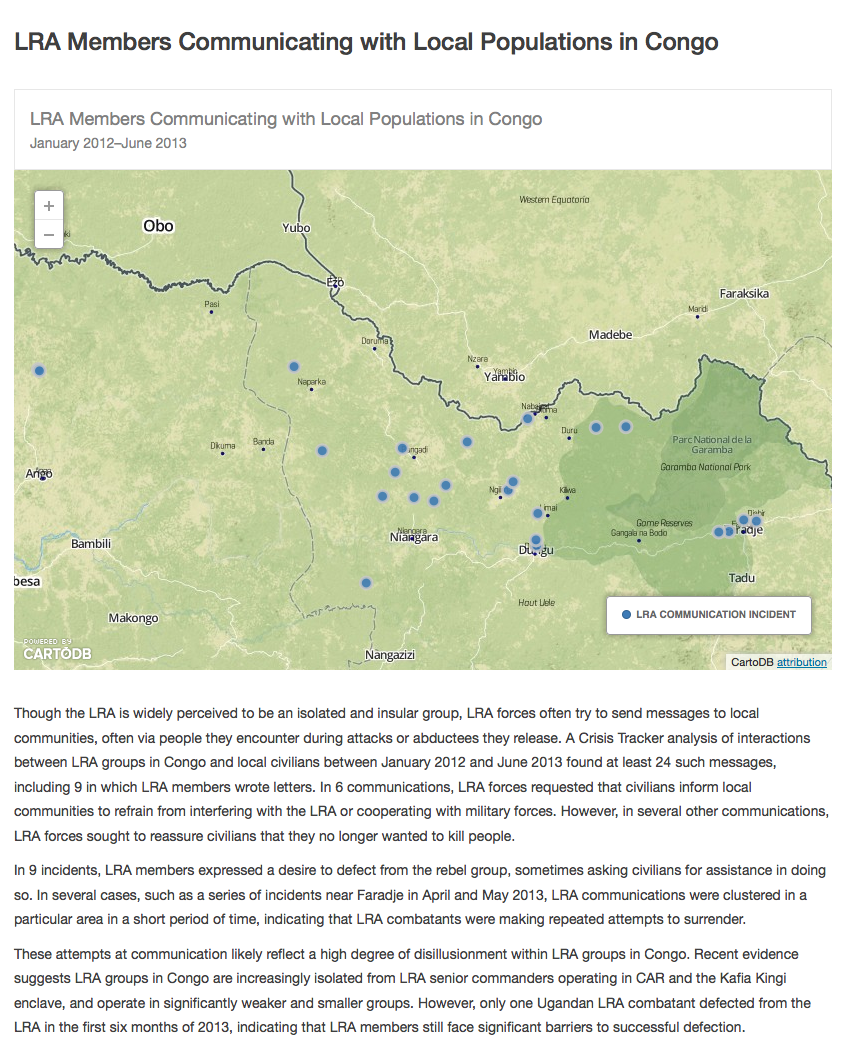 LRA Members Communicating with Local Populations in Congo
LRA Members Communicating with Local Populations in Congo
January 2012–June 2013
+
−
Western Equatoria
Obo
Yubo
Ezo
Faraksika
Pasi
Maridi
Madebe
Doruma
Nzara
Yambio
Yambio
Naparka
Duru
Parc National de la
Garamba
Garamba National Park
Dkuma
Banda
Ango
Kilwa
Game Reserves
Gangala na Bodo
Niangara
Niangara
Bambili
Tadu
Haut Uele
Makongo
LRA COMMUNICATION INCIDENT
POWERED BY
CARTODB
Nangazizi
CartoDB attribution
Though the LRA is widely perceived to be an isolated and insular group, LRA forces often try to send messages to local
communities, often via people they encounter during attacks or abductees they release. A Crisis Tracker analysis of interactions
between LRA groups in Congo and local civilians between January 2012 and June 2013 found at least 24 such messages,
including 9 in which LRA members wrote letters. In 6 communications, LRA forces requested that civilians inform local
communities to refrain from interfering with the LRA or cooperating with military forces. However, in several other communications,
LRA forces sought to reassure civilians that they no longer wanted to kill people.
In 9 incidents, LRA members expressed a desire to defect from the rebel group, sometimes asking civilians for assistance in doing
so. In several cases, such as a series of incidents near Faradje in April and May 2013, LRA communications were clustered in a
particular area in a short period of time, indicating that LRA combatants were making repeated attempts to surrender.
These attempts at communication likely reflect a high degree of disillusionment within LRA groups in Congo. Recent evidence
suggests LRA groups in Congo are increasingly isolated from LRA senior commanders operating in CAR and the Kafia Kingi
enclave, and operate in significantly weaker and smaller groups. However, only one Ugandan LRA combatant defected from the
LRA in the first six months of 2013, indicating that LRA members still face significant barriers to successful defection.